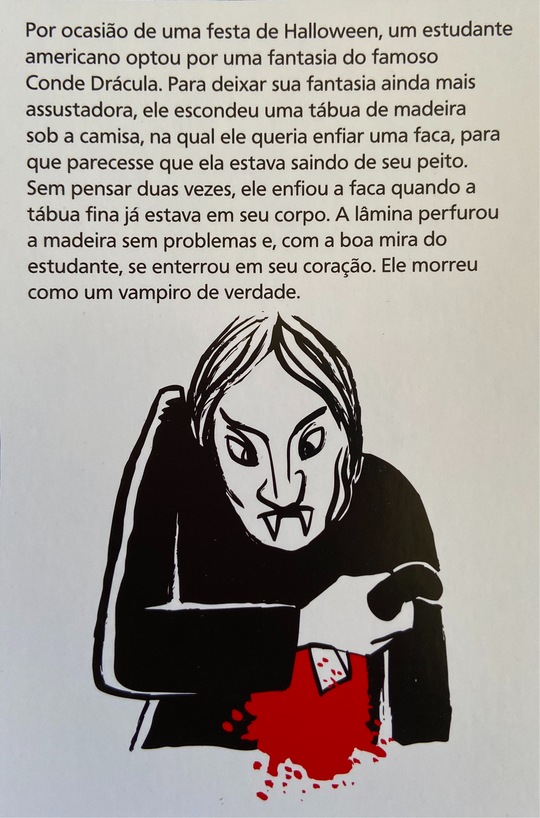 Por ocasião de uma festa de Halloween, um estudante
americano optou por uma fantasia do famoso
Conde Drácula. Para deixar sua fantasia ainda mais
assustadora, ele escondeu uma tábua de madeira
sob a camisa, na qual ele queria enfiar uma faca, para
que parecesse que ela estava saindo de seu peito.
Sem pensar duas vezes, ele enfiou a faca quando a
tábua fina já estava em seu corpo. A lâmina perfurou
a madeira sem problemas e, com a boa mira do
estudante, se enterrou em seu coração. Ele morreu
como um vampiro de verdade.